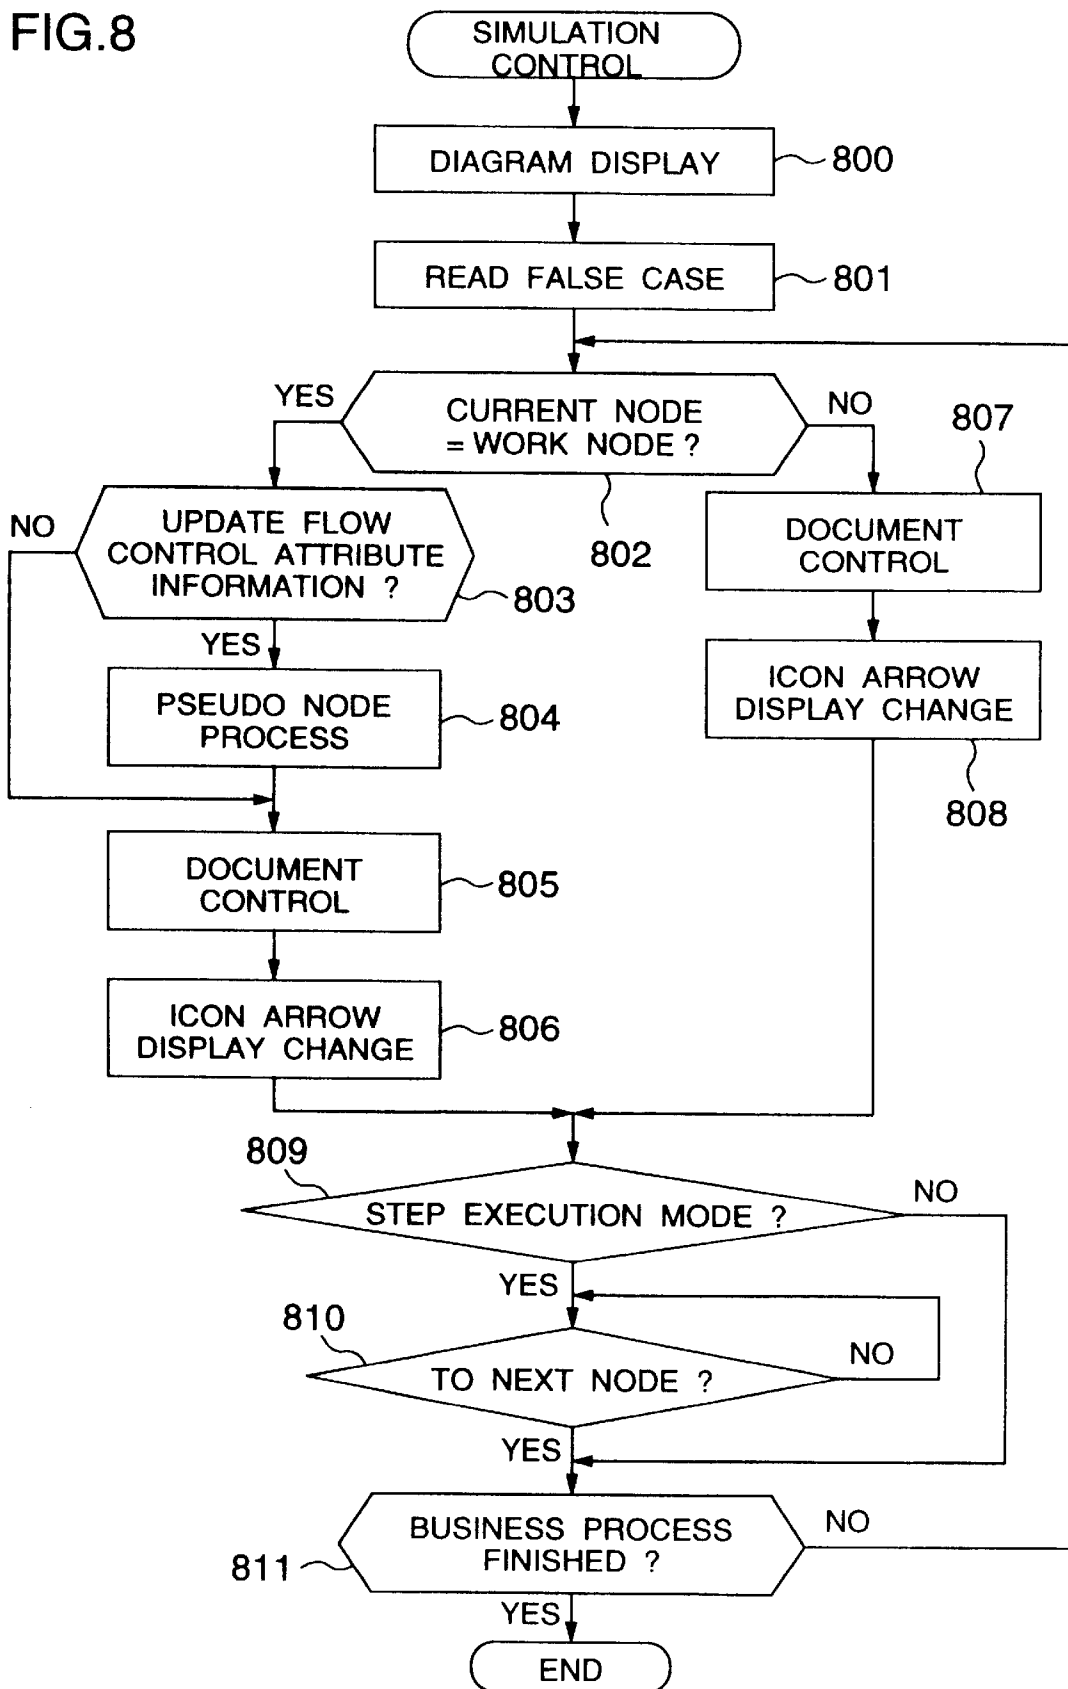 FIG.8
SIMULATION
CONTROL
DIAGRAM DISPLAY
800
READ FALSE CASE
801
YES
CURRENT NODE
= WORK NODE ?
NO
802
807
NO
UPDATE FLOW
CONTROL ATTRIBUTE
INFORMATION ?
803
DOCUMENT
CONTROL
YES
PSEUDO NODE
PROCESS
804
ICON ARROW
DISPLAY CHANGE
808
DOCUMENT
CONTROL
805
ICON ARROW
DISPLAY CHANGE
806
809
STEP EXECUTION MODE ?
NO
YES
810
TO NEXT NODE ?
NO
YES
BUSINESS PROCESS
FINISHED ?
NO
811
YES
END